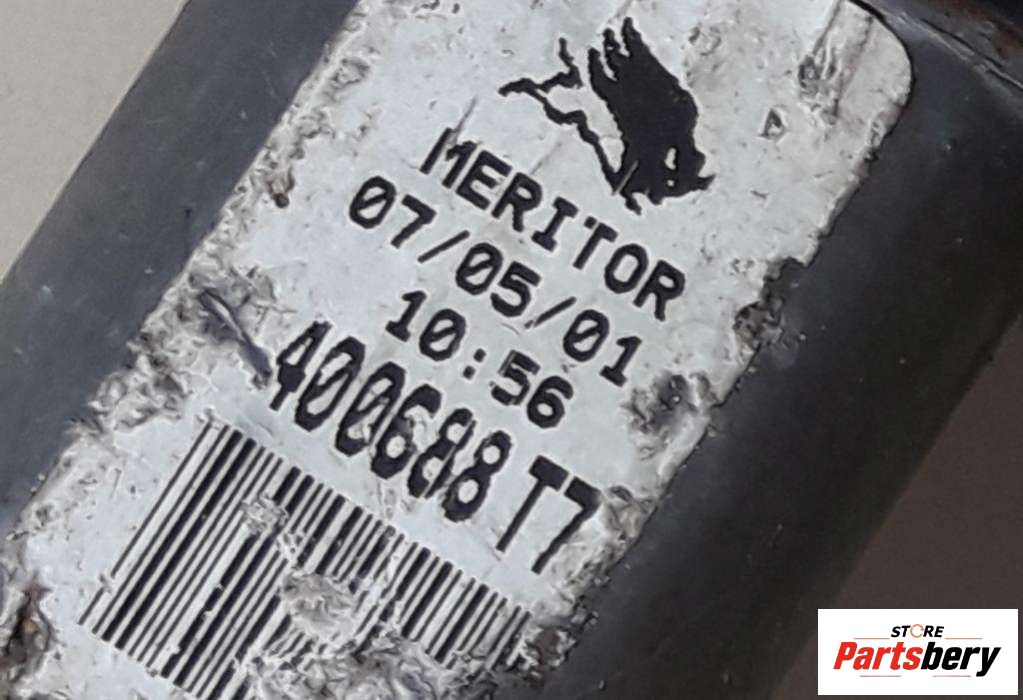 MERITOR
07/05/01
10:56
400688 T7
STORE
Partsbery